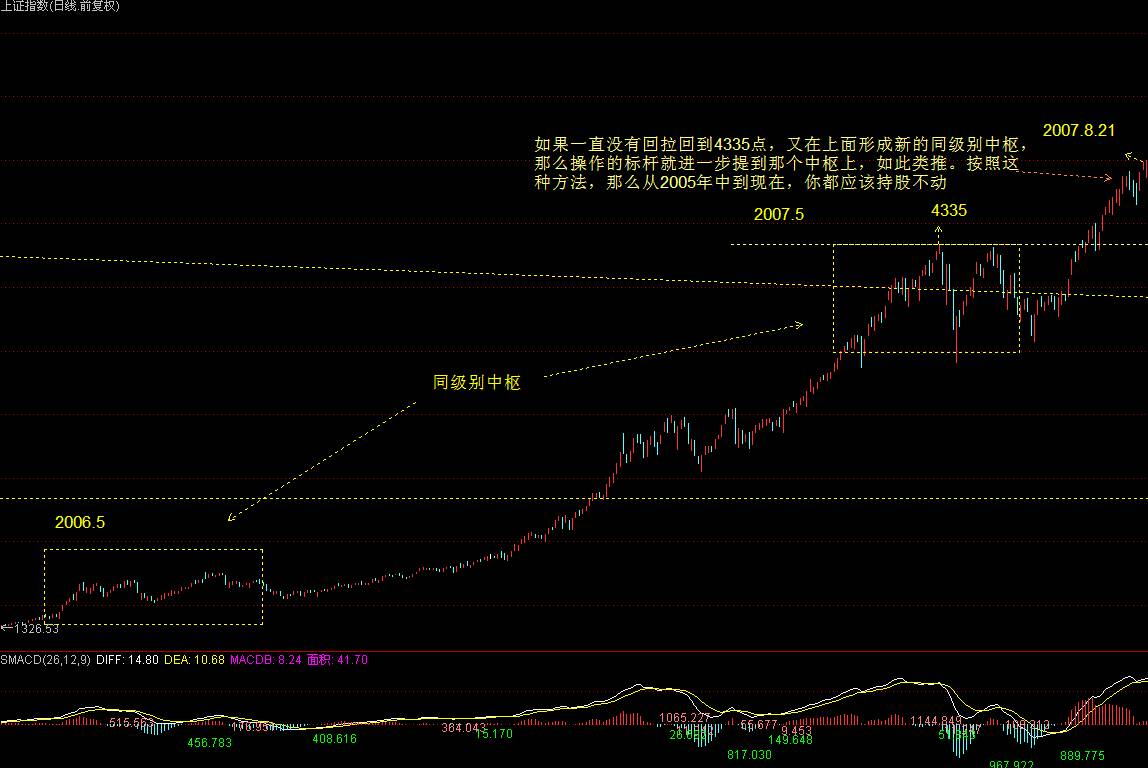 上证指数(日线.前复权)
2007.8.21
如果一直没有回拉回到4335点，又在上面形成新的同级别中枢，
那么操作的标杆就进一步提到那个中枢上，如此类推。按照这
种方法，那么从2005年中到现在，你都应该持股不动
2007.5
4335
同级别中枢
2006.5
1326.53
SMACD(26,12,9) DIFF: 14.80 DEA: 10.68 MACDB: 8.24 面积: 41.70
1065.227
364.043
15.170
9.453
456.783
408.616
149.648
817.030
889.775
967.922